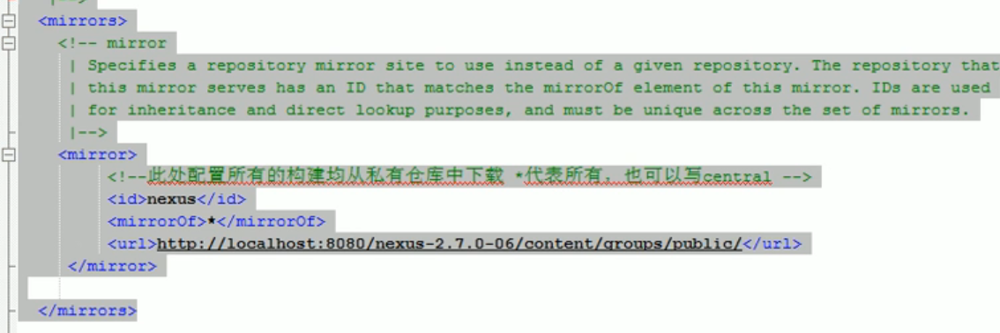 |-->
<mirrors>
<!-- mirror
| Specifies a repository mirror site to use instead of a given repository. The repository that
| this mirror serves has an ID that matches the mirrorOf element of this mirror. IDs are used
| for inheritance and direct lookup purposes, and must be unique across the set of mirrors.
|-->
<mirror>
<!--此处配置所有的构建均从私有仓库中下载 *代表所有，也可以写central -->
<id>nexus</id>
<mirrorOf>*</mirrorOf>
<url>http://localhost:8080/nexus-2.7.0-06/content/groups/public/</url>
</mirror>
</mirrors>